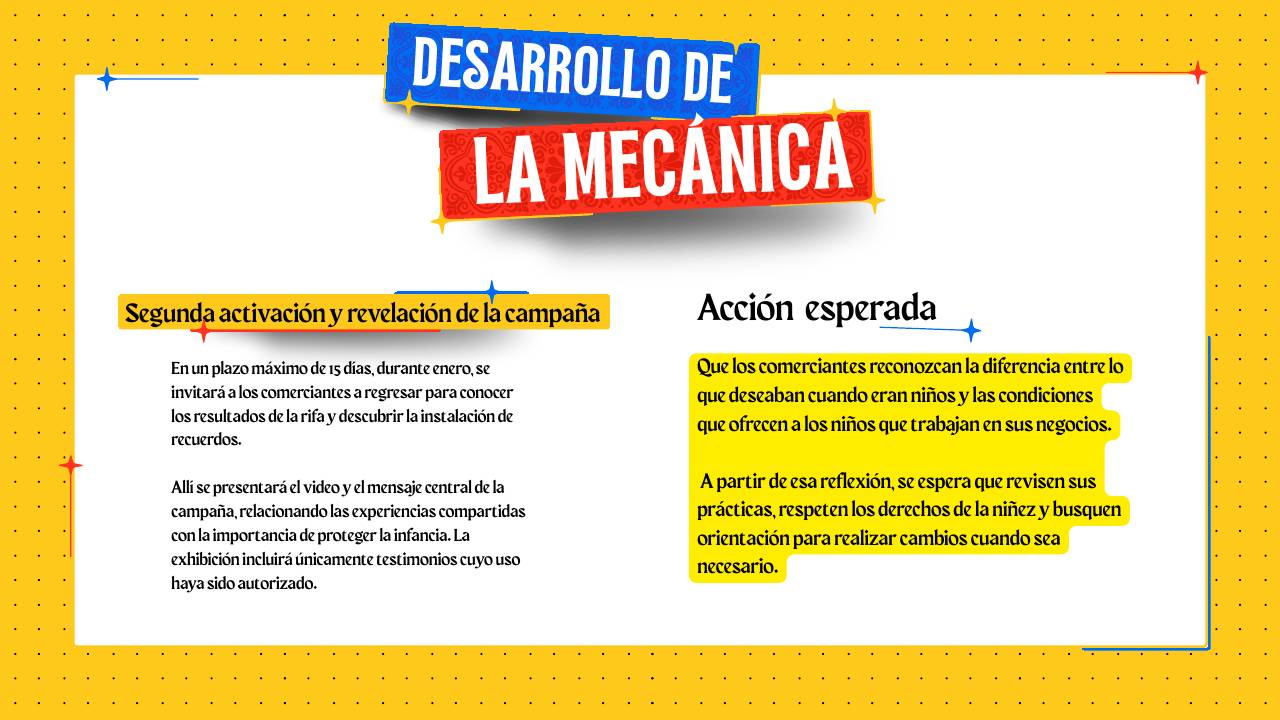 DESARROLLO DE
LA MECÁNICA
Segunda activación y revelación de la campaña
En un plazo máximo de 15 días, durante enero, se
invitará a los comerciantes a regresar para conocer
los resultados de la rifa y descubrir la instalación de
recuerdos.
Allí se presentará el video y el mensaje central de la
campaña, relacionando las experiencias compartidas
con la importancia de proteger la infancia. La
exhibición incluirá únicamente testimonios cuyo uso
haya sido autorizado.
Acción esperada
Que los comerciantes reconozcan la diferencia entre lo
que deseaban cuando eran niños y las condiciones
que ofrecen a los niños que trabajan en sus negocios.
A partir de esa reflexión, se espera que revisen sus
prácticas, respeten los derechos de la niñez y busquen
orientación para realizar cambios cuando sea
necesario.